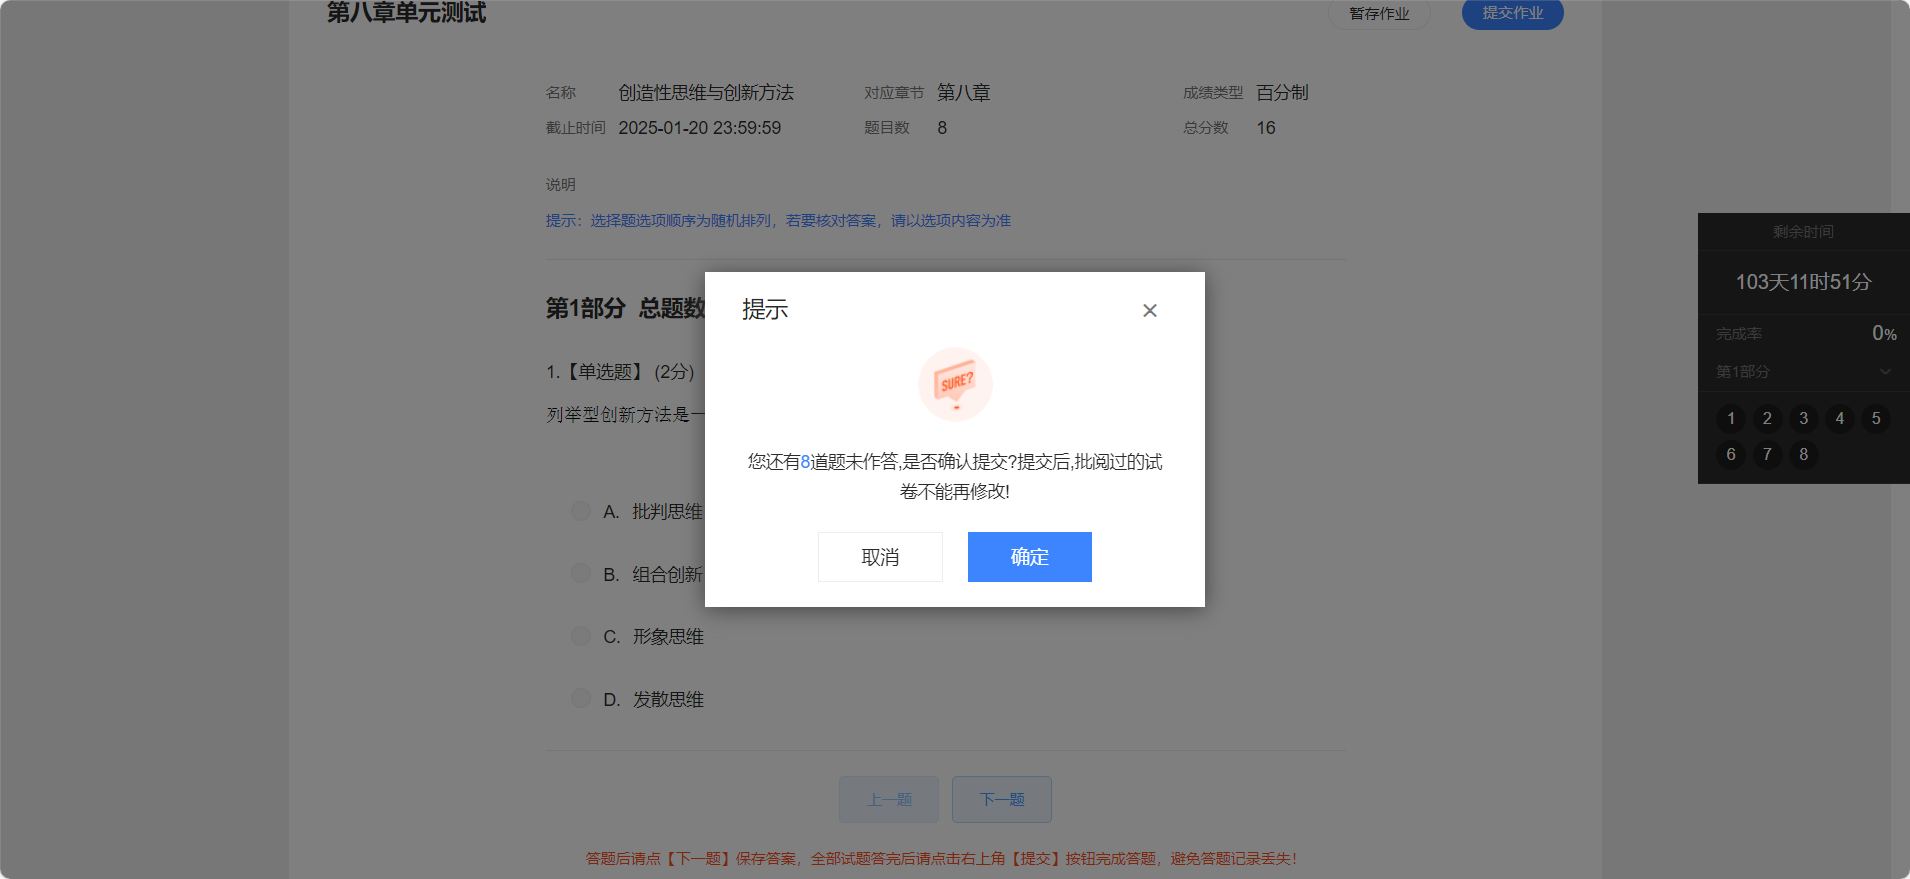 第八章单元测试
暂存作业
提交作业
名称 创造性思维与创新方法 对应章节 第八章 成绩类型 百分制
截止时间 2025-01-20 23:59:59 题目数 8 总分数 16
说明
提示：选择题选项顺序为随机排列，若要核对答案，请以选项内容为准
第1部分 总题数
1.【单选题】 (2分)
列举型创新方法是一
A. 批判思维
B. 组合创新
C. 形象思维
D. 发散思维
上一题
下一题
答题后请点【下一题】保存答案，全部试题答完后请点击右上角【提交】按钮完成答题，避免答题记录丢失！
提示
×
SURE?
您还有8道题未作答,是否确认提交?提交后,批阅过的试
卷不能再修改!
取消
确定
剩余时间
103天11时51分
完成率 0%
第1部分
1 2 3 4 5
6 7 8